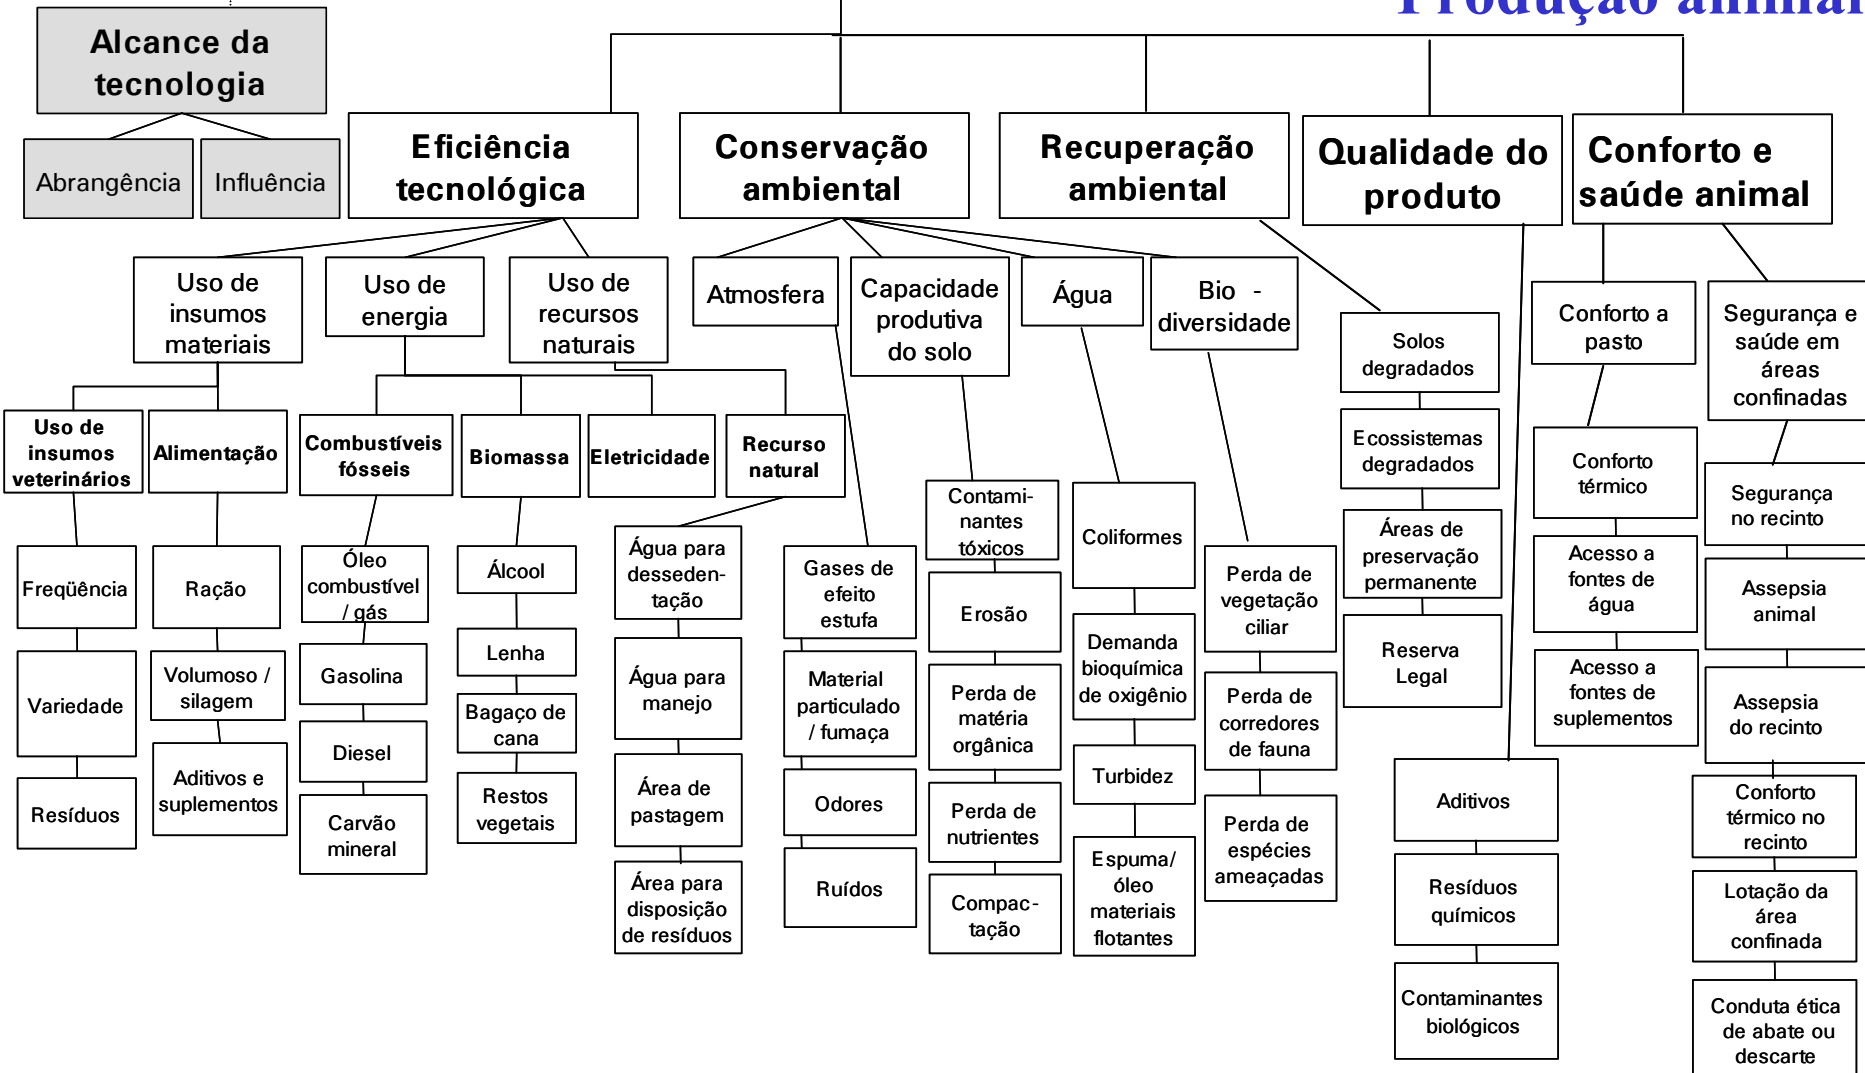 Produção animal
Alcance da
tecnologia
Abrangência
Influência
Eficiência
tecnológica
Conservação
ambiental
Recuperação
ambiental
Qualidade do
produto
Conforto e
saúde animal
Uso de
insumos
materiais
Uso de
energia
Uso de
recursos
naturais
Atmosfera
Capacidade
produtiva
do solo
Água
Bio -
diversidade
Solos
degradados
Conforto a
pasto
Segurança e
saúde em
áreas
confinadas
Uso de
insumos
veterinários
Alimentação
Combustíveis
fósseis
Biomassa
Eletricidade
Recurso
natural
Freqüência
Variedade
Resíduos
Ração
Volumoso /
silagem
Aditivos e
suplementos
Óleo
combustível
/ gás
Gasolina
Diesel
Carvão
mineral
Álcool
Lenha
Bagaço de
cana
Restos
vegetais
Água para
desseden-
tação
Água para
manejo
Área de
pastagem
Área para
disposição
de resíduos
Gases de
efeito
estufa
Material
particulado
/ fumaça
Odores
Ruídos
Contami-
nantes
tóxicos
Erosão
Perda de
matéria
orgânica
Perda de
nutrientes
Compac-
tação
Coliformes
Demanda
bioquímica
de oxigênio
Turbidez
Espuma/
óleo
materiais
flotantes
Perda de
vegetação
ciliar
Perda de
corredores
de fauna
Perda de
espécies
ameaçadas
Ecossistemas
degradados
Áreas de
preservação
permanente
Reserva
Legal
Aditivos
Resíduos
químicos
Contaminantes
biológicos
Conforto
térmico
Acesso a
fontes de
água
Acesso a
fontes de
suplementos
Segurança
no recinto
Assepsia
animal
Assepsia
do recinto
Conforto
térmico no
recinto
Lotação da
área
confinada
Conduta ética
de abate ou
descarte